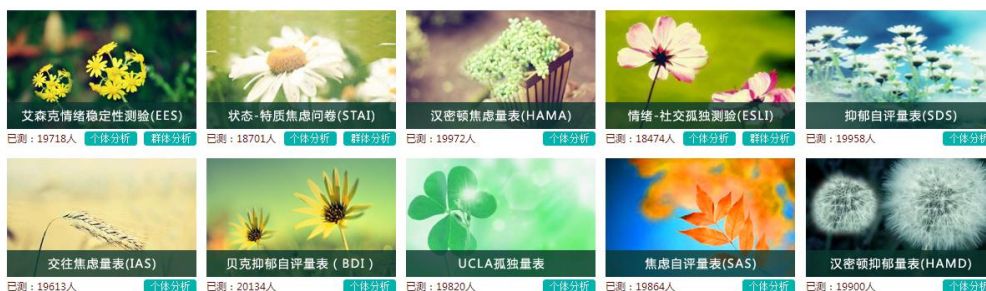 艾森克情绪稳定性测验(EES)
状态-特质焦虑问卷(STAI)
汉密顿焦虑量表(HAMA)
情绪-社交孤独测验(ESLI)
抑郁自评量表(SDS)
已测：19718人 个体分析 群体分析
已测：18701人 个体分析 群体分析
已测：19972人 个体分析
已测：18474人 个体分析 群体分析
已测：19958人 个体分析
交往焦虑量表(IAS)
贝克抑郁自评量表（BDI）
UCLA孤独量表
焦虑自评量表(SAS)
汉密顿抑郁量表(HAMD)
已测：19613人 个体分析
已测：20134人 个体分析
已测：19820人 个体分析
已测：19864人 个体分析
已测：19900人 个体分析